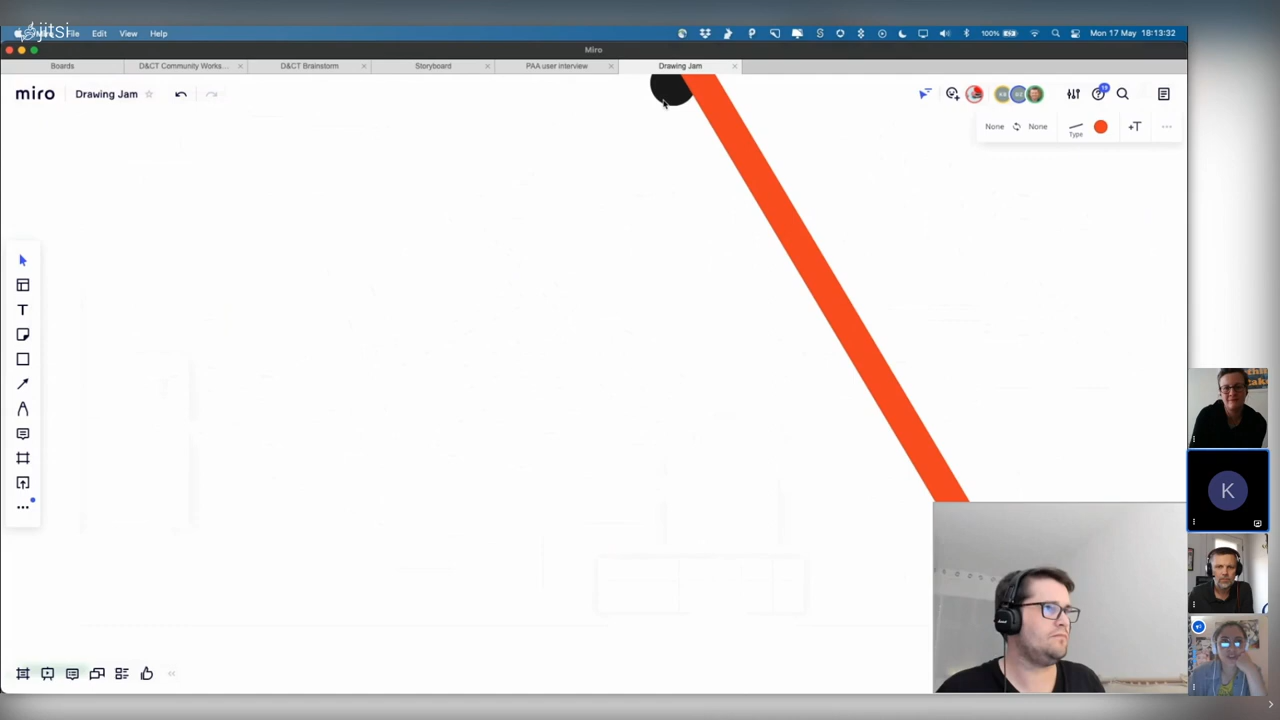 jitsi
Miro File Edit View Help 100% Mon 17 May 18:13:32
Miro
Boards D&CT Community Works... D&CT Brainstorm Storyboard PAA user interview Drawing Jam
miro Drawing Jam
None None Type T
T
K